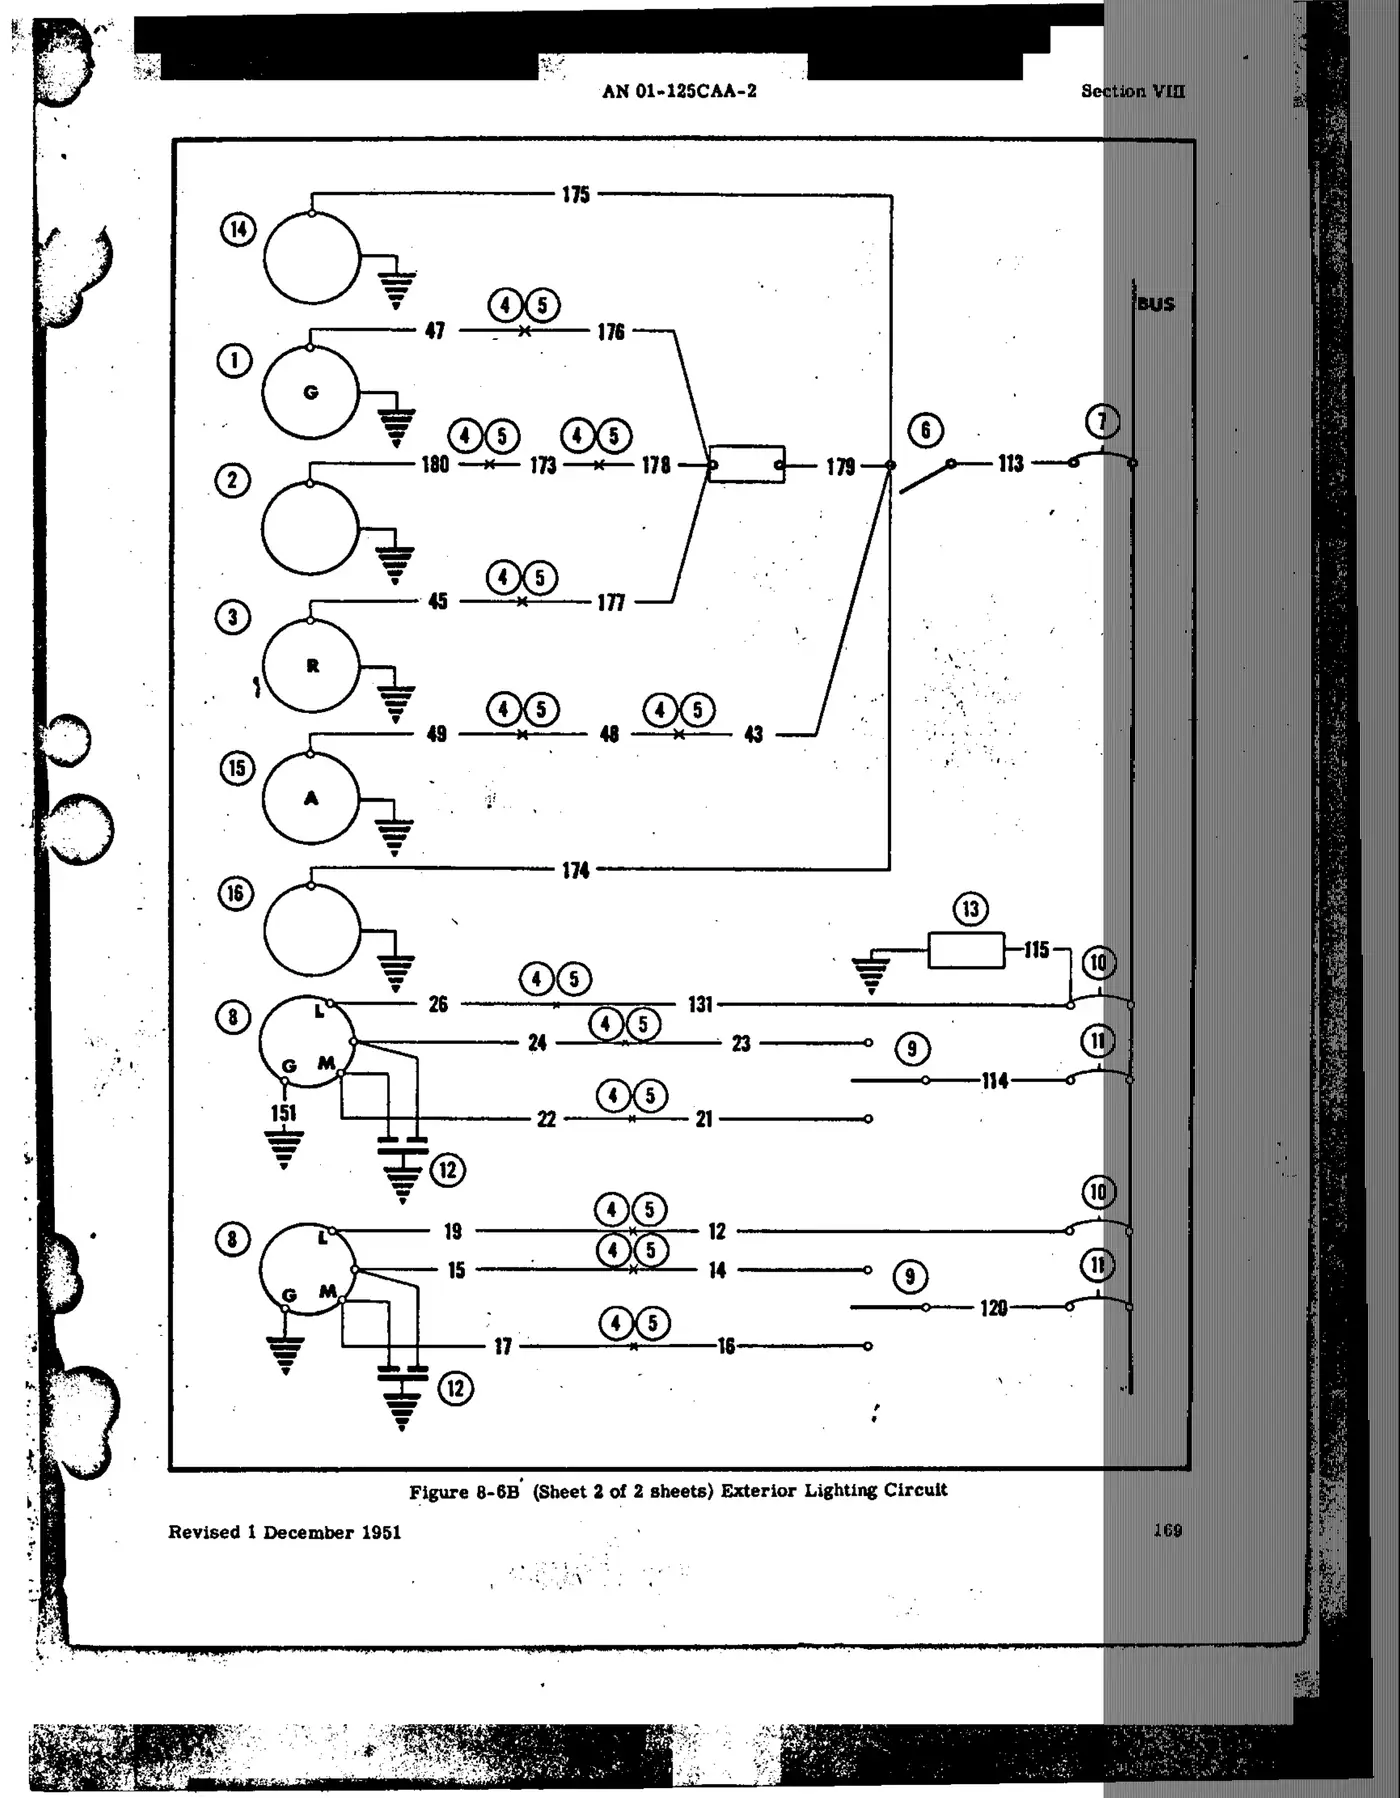 AN 01-125CAA-2
Section VIII
175
14
BUS
4 5
47 176
1
G
7
6
4 5 4 5
180 173 178 179 113
2
4 5
45 177
3
R
4 5 4 5
49 48 43
15
A
174
16
13
115
10
4 5
26 131
8
L
4 5
24 23
9
11
G M
114
4 5
151
22 21
12
10
4 5
19 12
8
L
4 5
15 14
9
11
G M
120
4 5
17 16
12
Figure 8-6B (Sheet 2 of 2 sheets) Exterior Lighting Circuit
Revised 1 December 1951
169